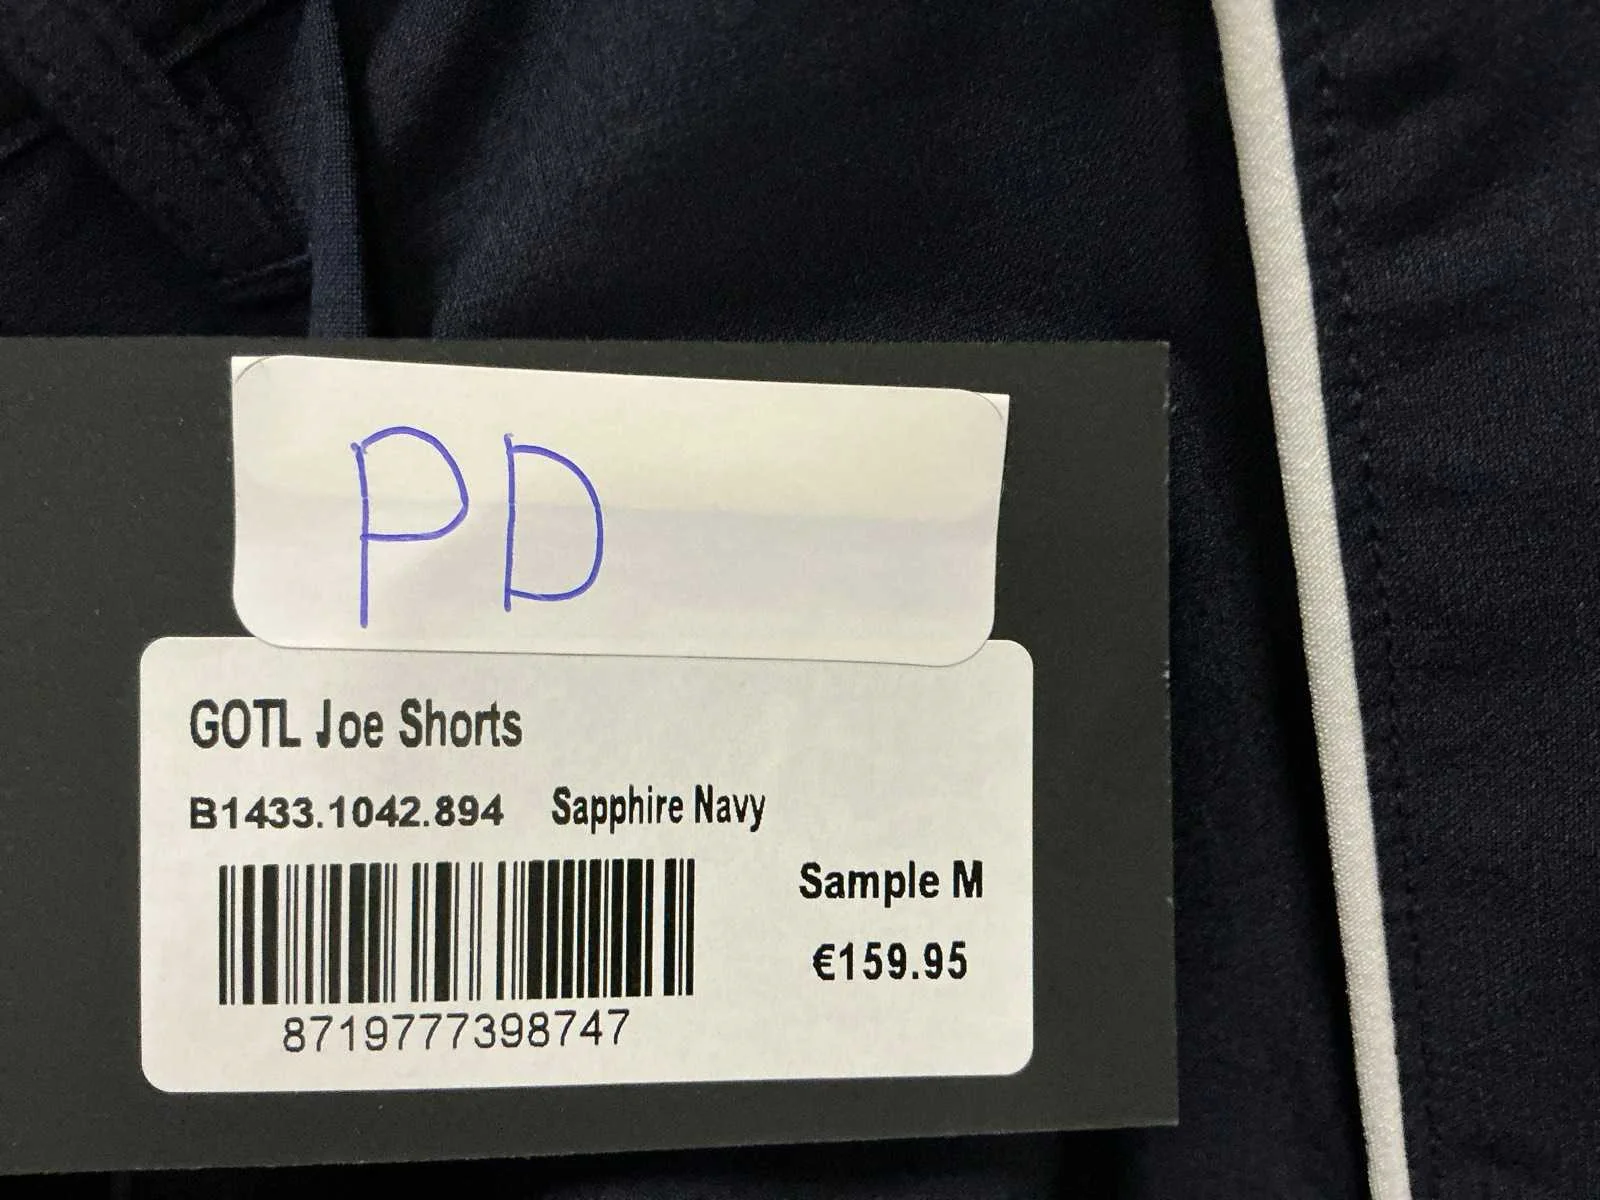 PD
GOTL Joe Shorts
B1433.1042.894 Sapphire Navy
Sample M
€159.95
8719777398747